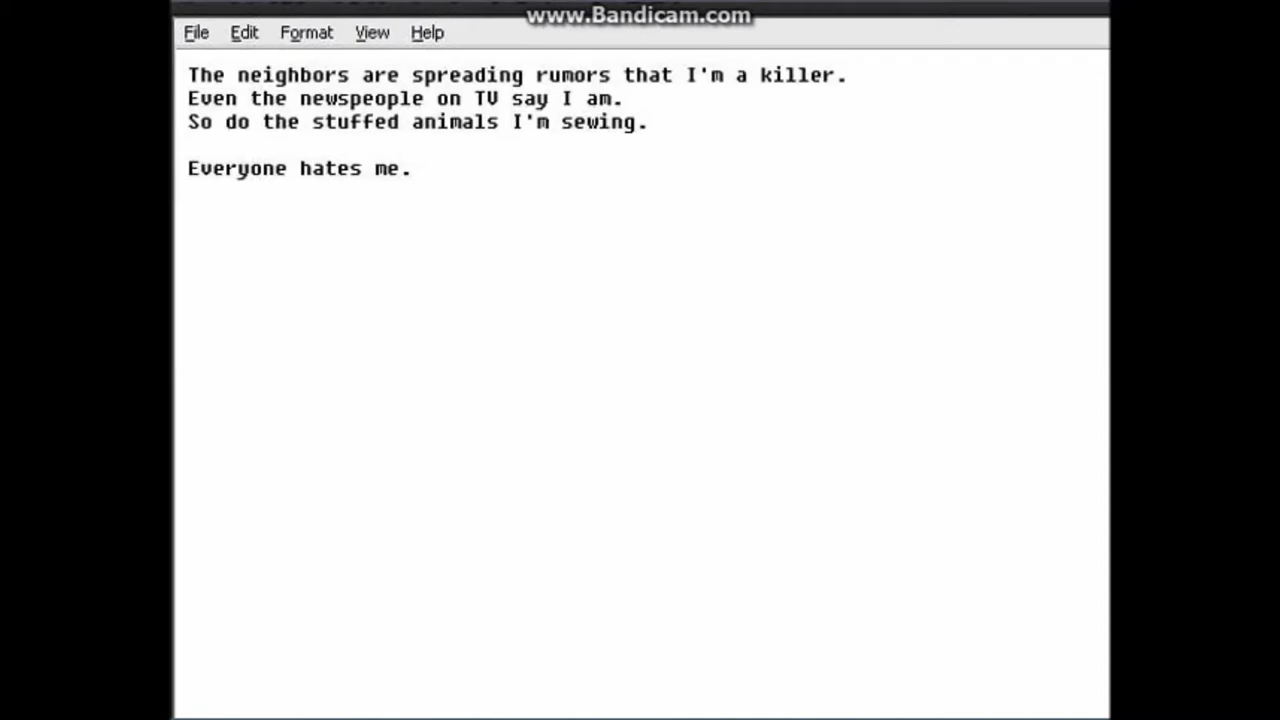 www.Bandicam.com
File Edit Format View Help
The neighbors are spreading rumors that I'm a killer.
Even the newspeople on TV say I am.
So do the stuffed animals I'm sewing.
Everyone hates me.